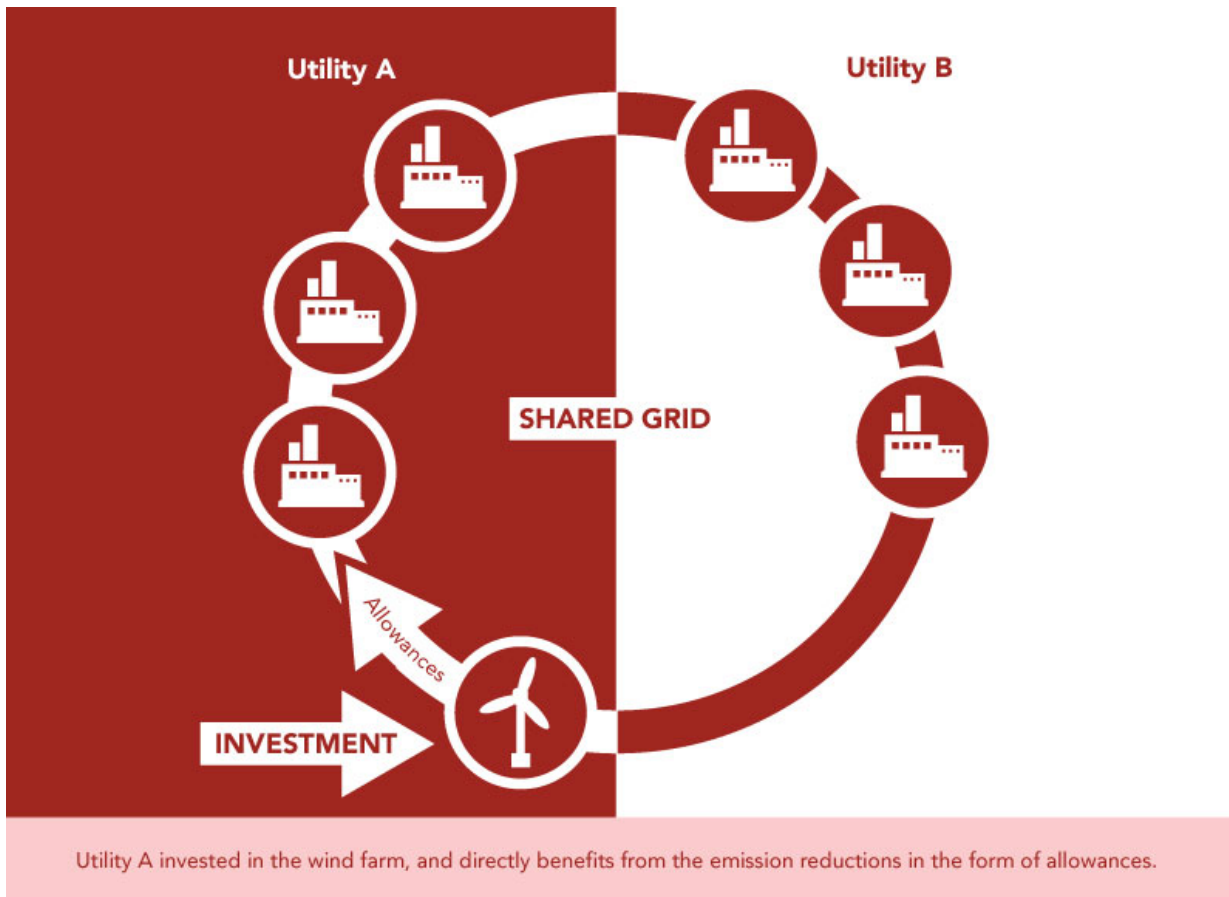 Utility A
Utility B
SHARED GRID
Allowances
INVESTMENT
Utility A invested in the wind farm, and directly benefits from the emission reductions in the form of allowances.